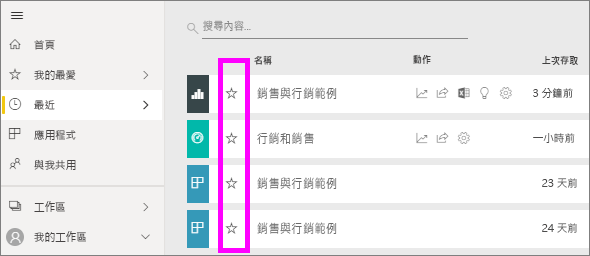 搜尋內容...
首頁
我的最愛
最近
應用程式
與我共用
工作區
我的工作區
名稱 動作 上次存取
銷售與行銷範例 3 分鐘前
行銷和銷售 一小時前
銷售與行銷範例 23 天前
銷售與行銷範例 24 天前